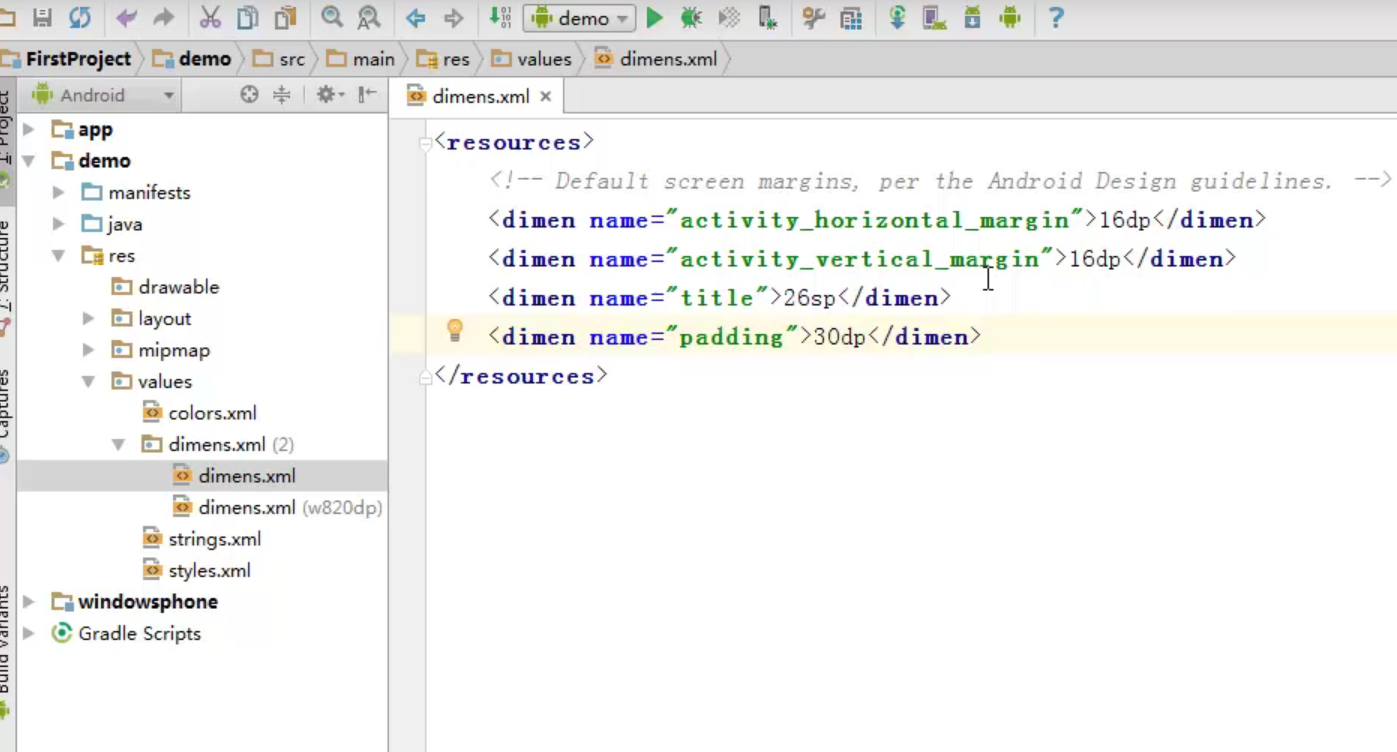 demo
FirstProject demo src main res values dimens.xml
Android
dimens.xml
1: Project
7: Structure
Captures
Build Variants
app
demo
manifests
java
res
drawable
layout
mipmap
values
colors.xml
dimens.xml (2)
dimens.xml
dimens.xml (w820dp)
strings.xml
styles.xml
windowsphone
Gradle Scripts
<resources>
<!-- Default screen margins, per the Android Design guidelines. -->
<dimen name="activity_horizontal_margin">16dp</dimen>
<dimen name="activity_vertical_margin">16dp</dimen>
<dimen name="title">26sp</dimen>
<dimen name="padding">30dp</dimen>
</resources>